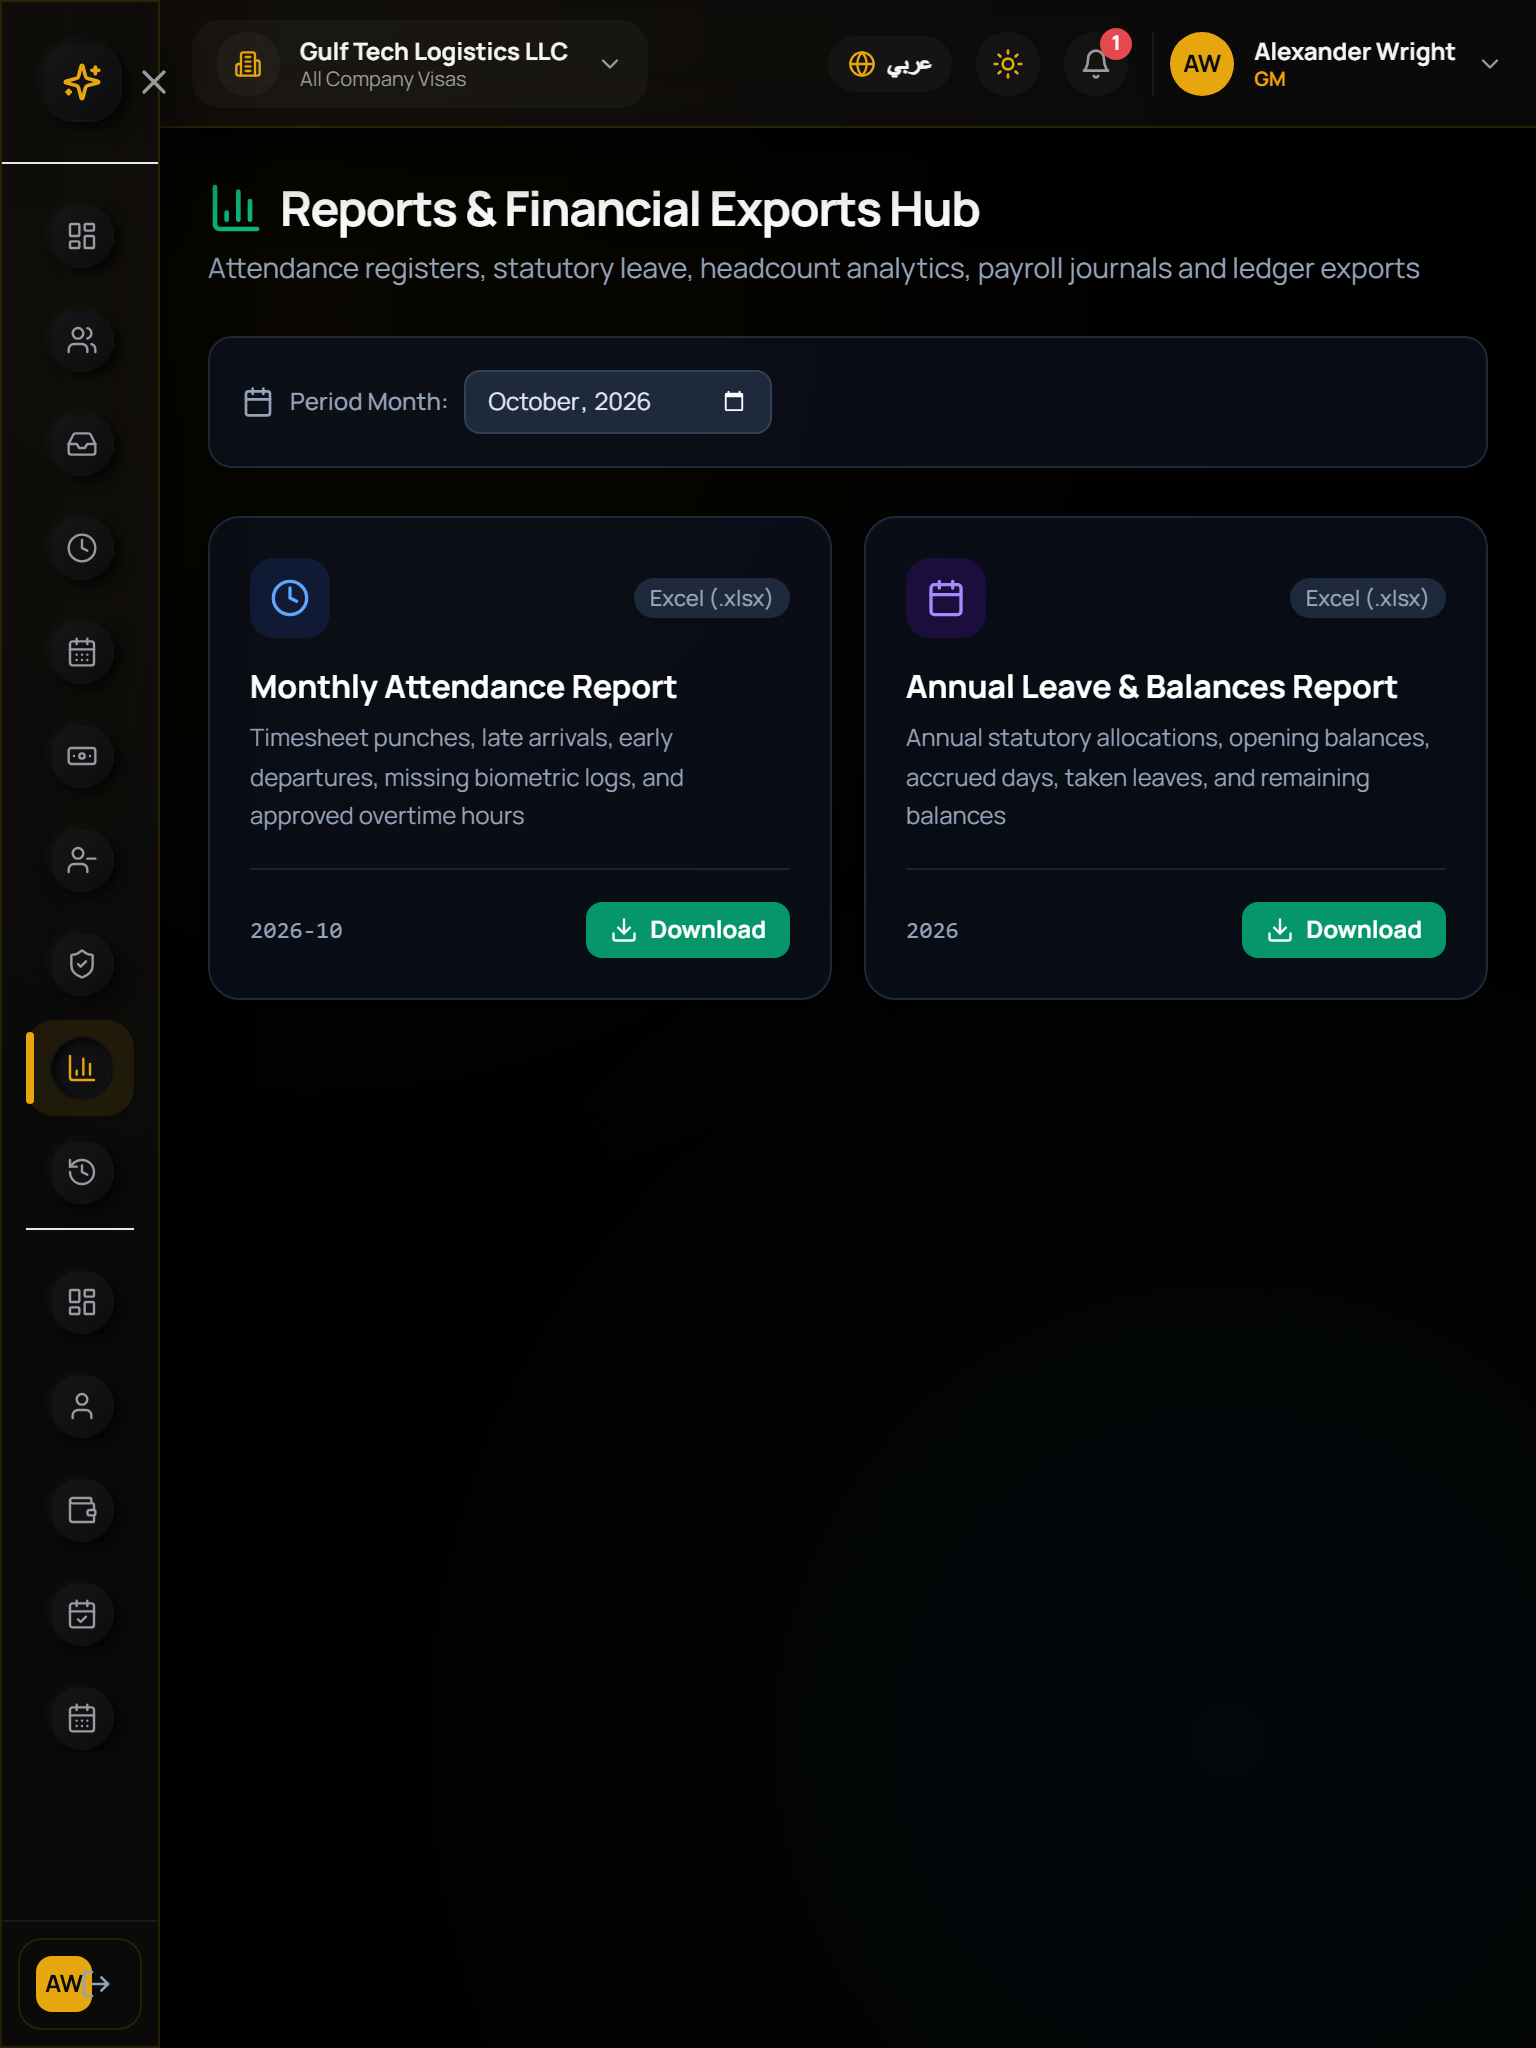 Gulf Tech Logistics LLC
All Company Visas
عربي
1
AW
Alexander Wright
GM
Reports & Financial Exports Hub
Attendance registers, statutory leave, headcount analytics, payroll journals and ledger exports
Period Month:
October, 2026
Excel (.xlsx)
Monthly Attendance Report
Timesheet punches, late arrivals, early
departures, missing biometric logs, and
approved overtime hours
2026-10
Download
Excel (.xlsx)
Annual Leave & Balances Report
Annual statutory allocations, opening balances,
accrued days, taken leaves, and remaining
balances
2026
Download
AW